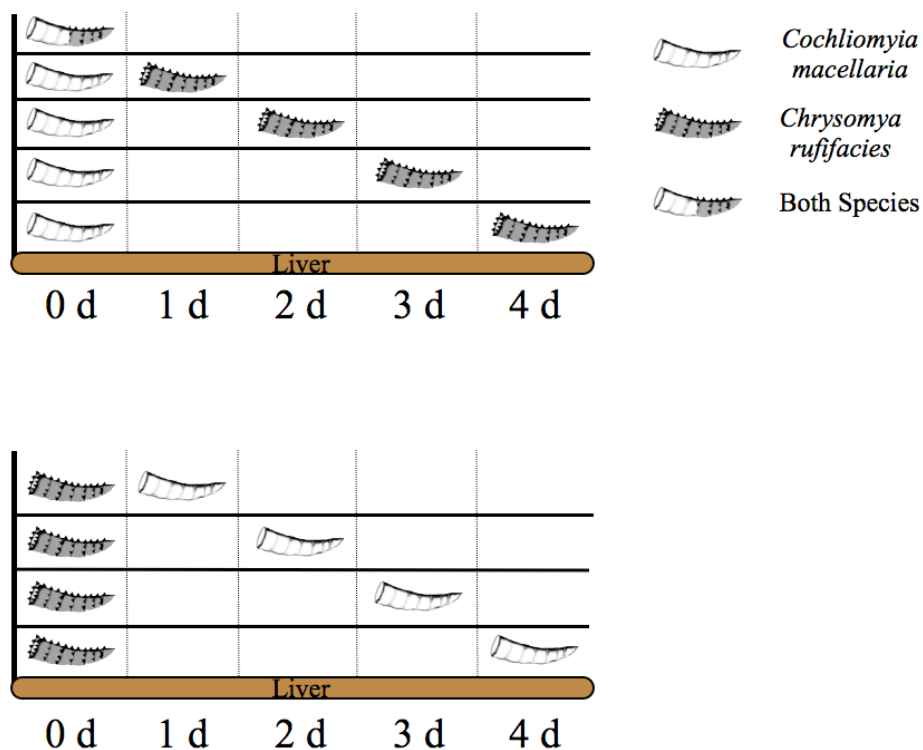 Cochliomyia
macellaria
Chrysomya
rufifacies
Both Species
Liver
0 d 1 d 2 d 3 d 4 d
Liver
0 d 1 d 2 d 3 d 4 d